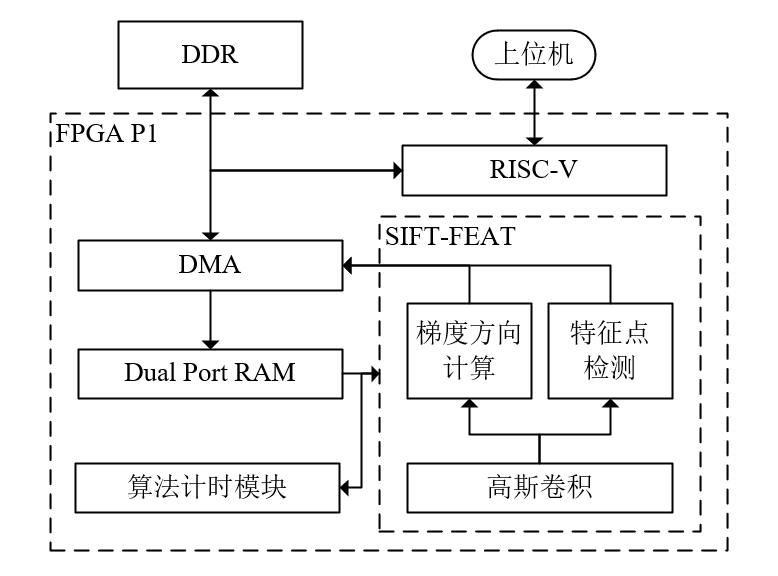 DDR
上位机
FPGA P1
RISC-V
SIFT-FEAT
DMA
梯度方向
计算
特征点
检测
Dual Port RAM
算法计时模块
高斯卷积